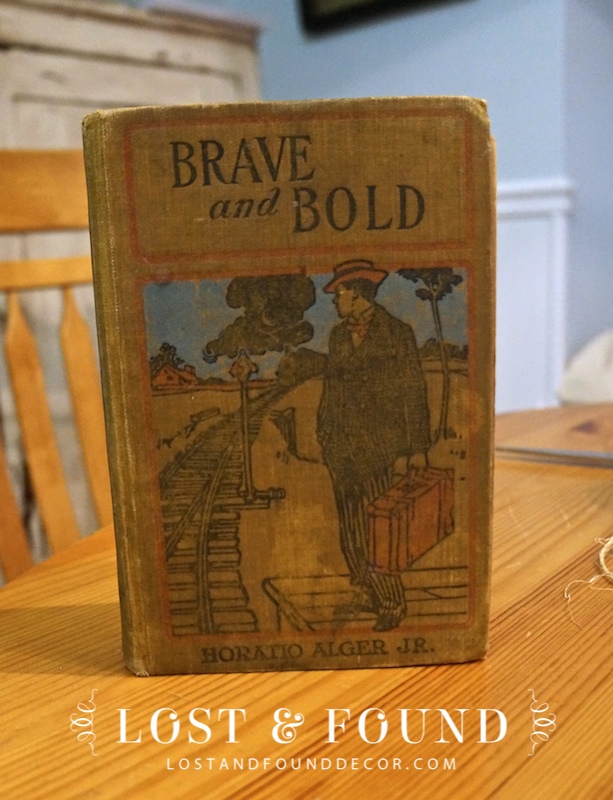 BRAVE
and BOLD
HORATIO ALGER JR.
LOST & FOUND
LOSTANDFOUNDDECOR.COM